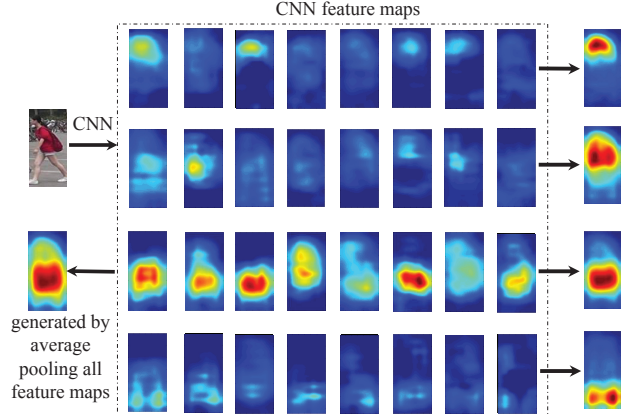 CNN feature maps
CNN
generated by
average
pooling all
feature maps